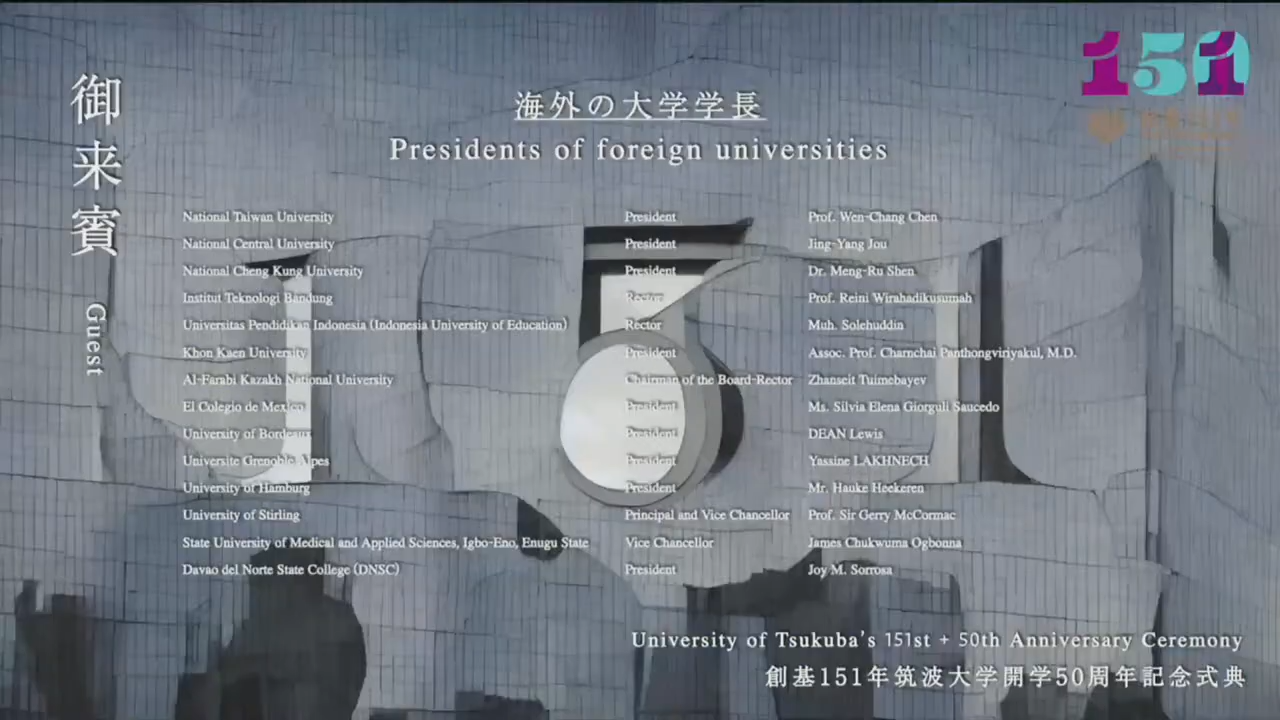 御来賓 Guest
151
海外の大学学長
Presidents of foreign universities
National Taiwan University President Prof. Wen-Chang Chen
National Central University President Jing-Yang Jou
National Cheng Kung University President Dr. Meng-Ru Shen
Institut Teknologi Bandung Rector Prof. Reini Wirahadikusumah
Universitas Pendidikan Indonesia (Indonesia University of Education) Rector Muh. Solehuddin
Khon Kaen University President Assoc. Prof. Charnchai Panthongviriyakul, M.D.
Al-Farabi Kazakh National University Chairman of the Board-Rector Zhanseit Tuimebayev
El Colegio de Mexico President Ms. Silvia Elena Giorguli Saucedo
University of Bordeaux President DEAN Lewis
Universite Grenoble Alpes President Yassine LAKHNECH
University of Hamburg President Mr. Hauke Heekeren
University of Stirling Principal and Vice Chancellor Prof. Sir Gerry McCormac
State University of Medical and Applied Sciences, Igbo-Eno, Enugu State Vice Chancellor James Chukwuma Ogbonna
Davao del Norte State College (DNSC) President Joy M. Sorrosa
University of Tsukuba's 151st + 50th Anniversary Ceremony
創基151年筑波大学開学50周年記念式典